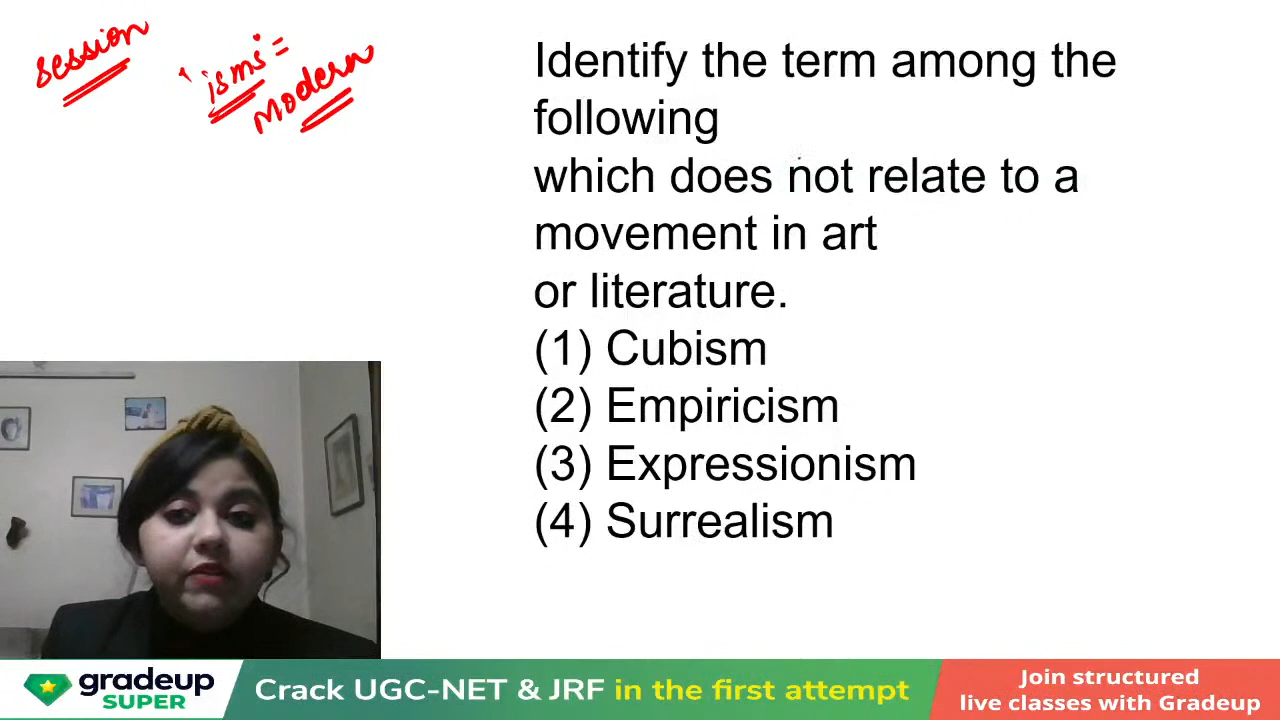 session
'isms' =
Modern
Identify the term among the
following
which does not relate to a
movement in art
or literature.
(1) Cubism
(2) Empiricism
(3) Expressionism
(4) Surrealism
gradeup
SUPER
Crack UGC-NET & JRF in the first attempt
Join structured
live classes with Gradeup